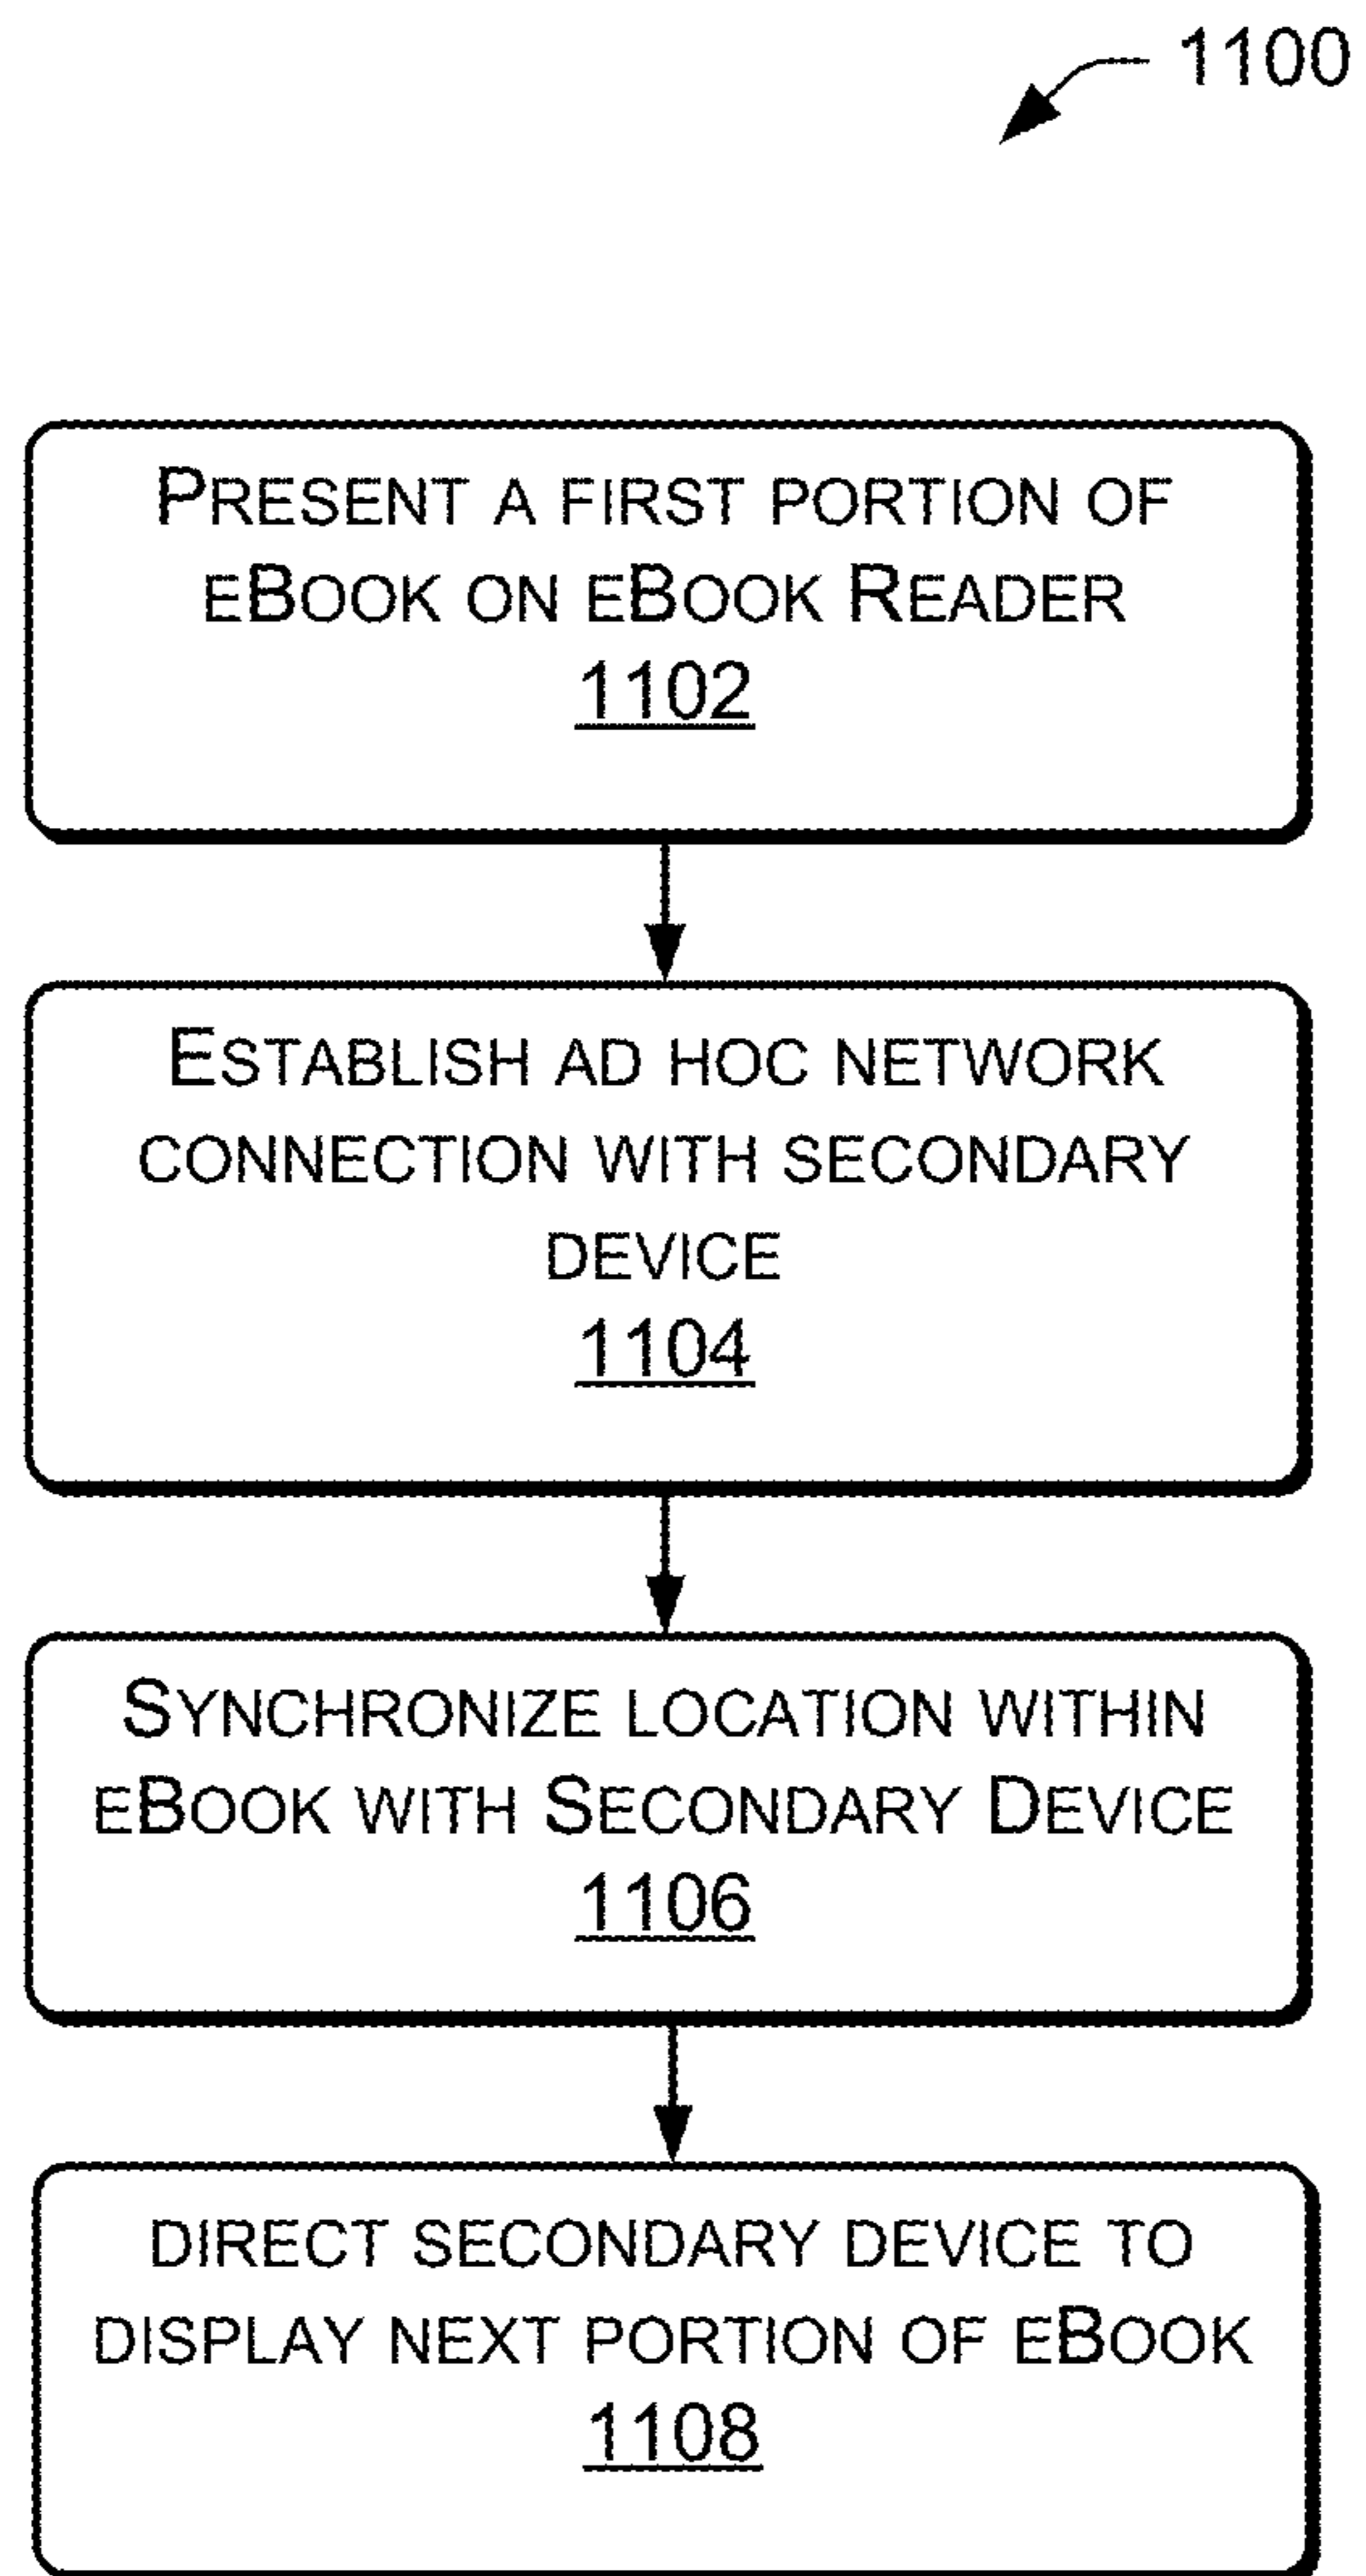 1100
PRESENT A FIRST PORTION OF
EBOOK ON EBOOK READER
1102
ESTABLISH AD HOC NETWORK
CONNECTION WITH SECONDARY
DEVICE
1104
SYNCHRONIZE LOCATION WITHIN
EBOOK WITH SECONDARY DEVICE
1106
DIRECT SECONDARY DEVICE TO
DISPLAY NEXT PORTION OF EBOOK
1108